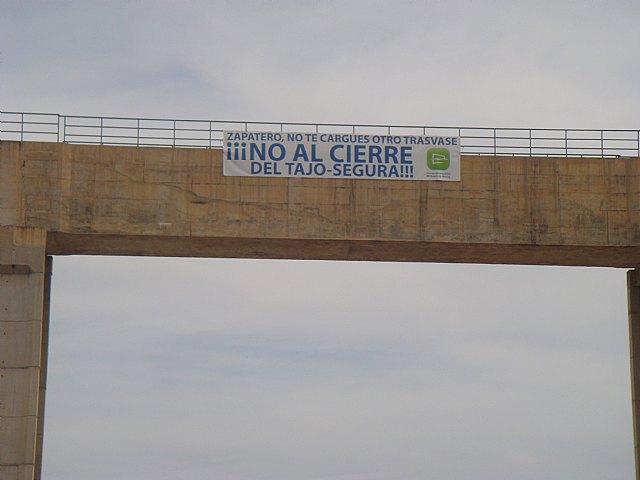 ZAPATERO, NO TE CARGUES OTRO TRASVASE
¡¡¡NO AL CIERRE
DEL TAJO-SEGURA!!!